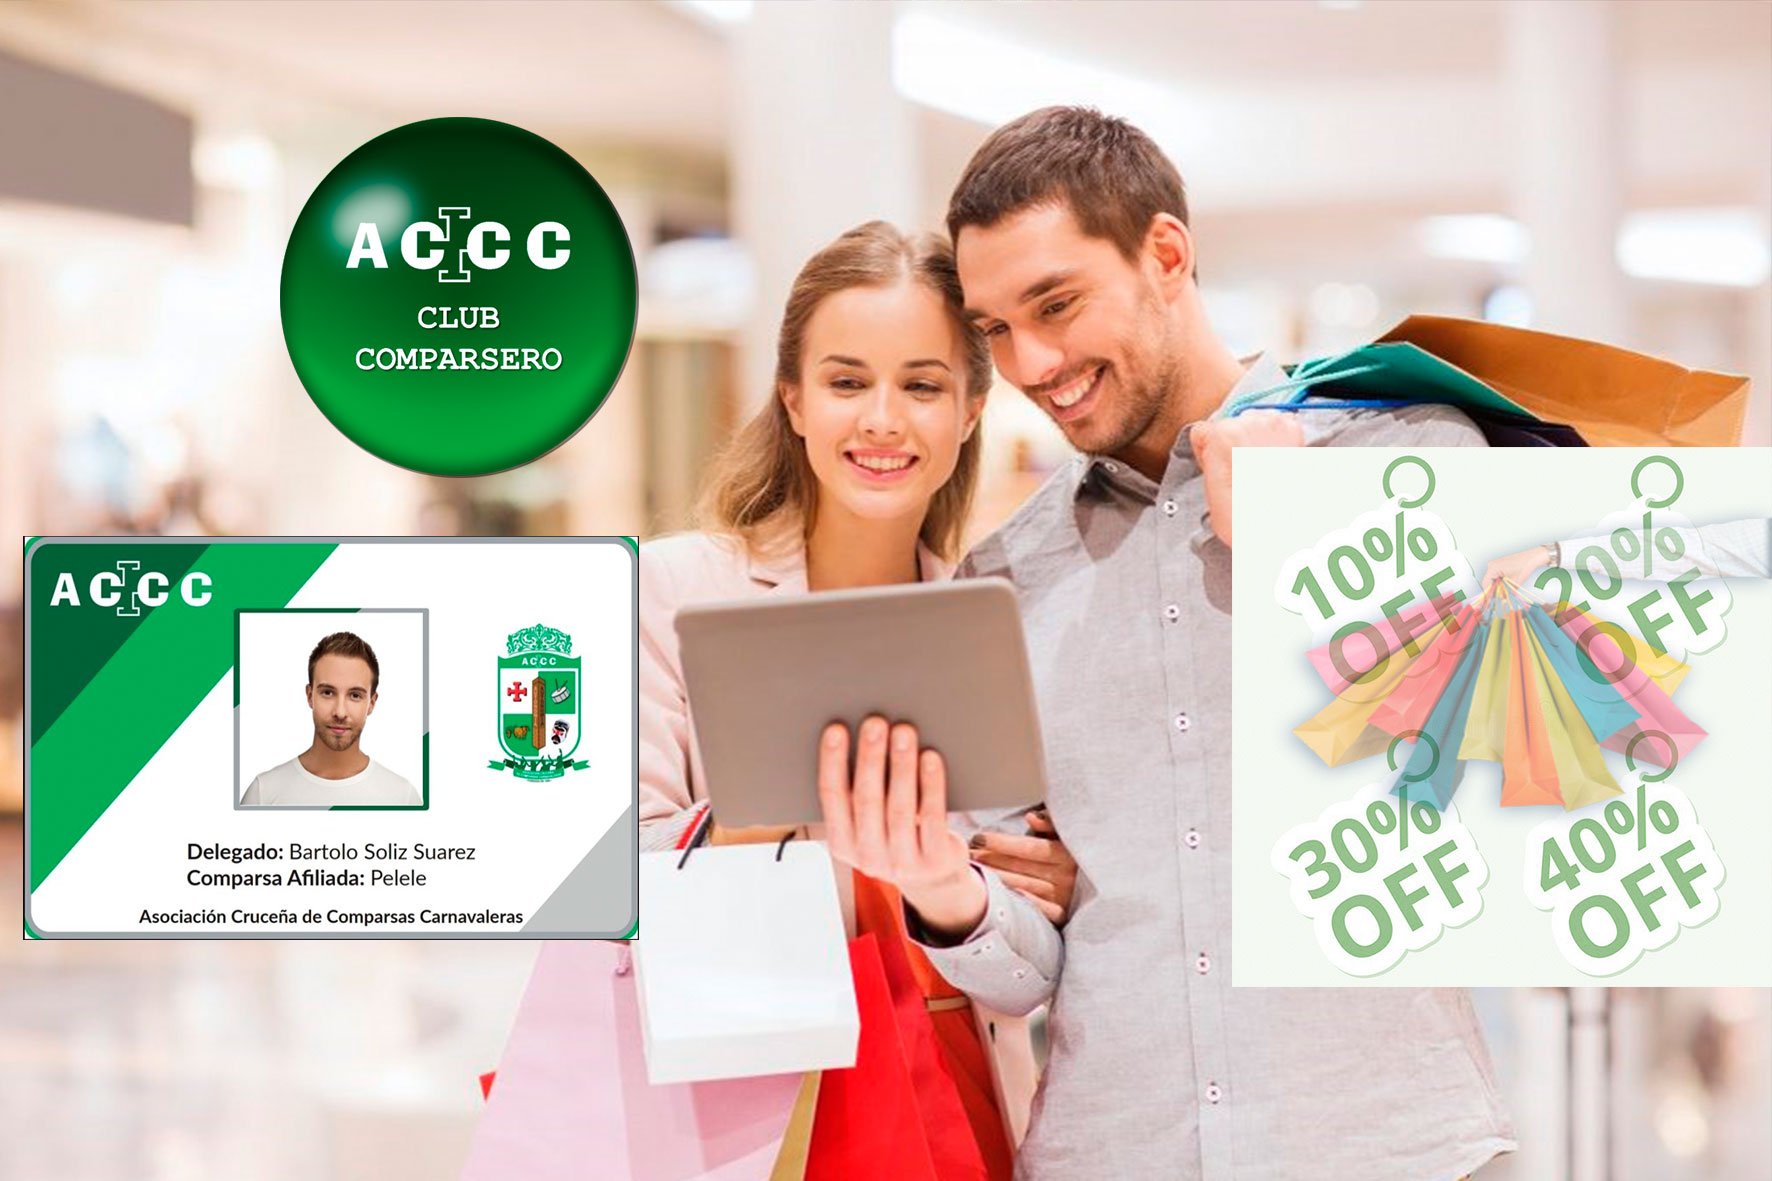 ACCC
CLUB
COMPARSERO
ACCC
ACCC
Delegado: Bartolo Soliz Suarez
Comparsa Afiliada: Pelele
Asociación Cruceña de Comparsas Carnavaleras
10%
OFF
20%
OFF
30%
OFF
40%
OFF